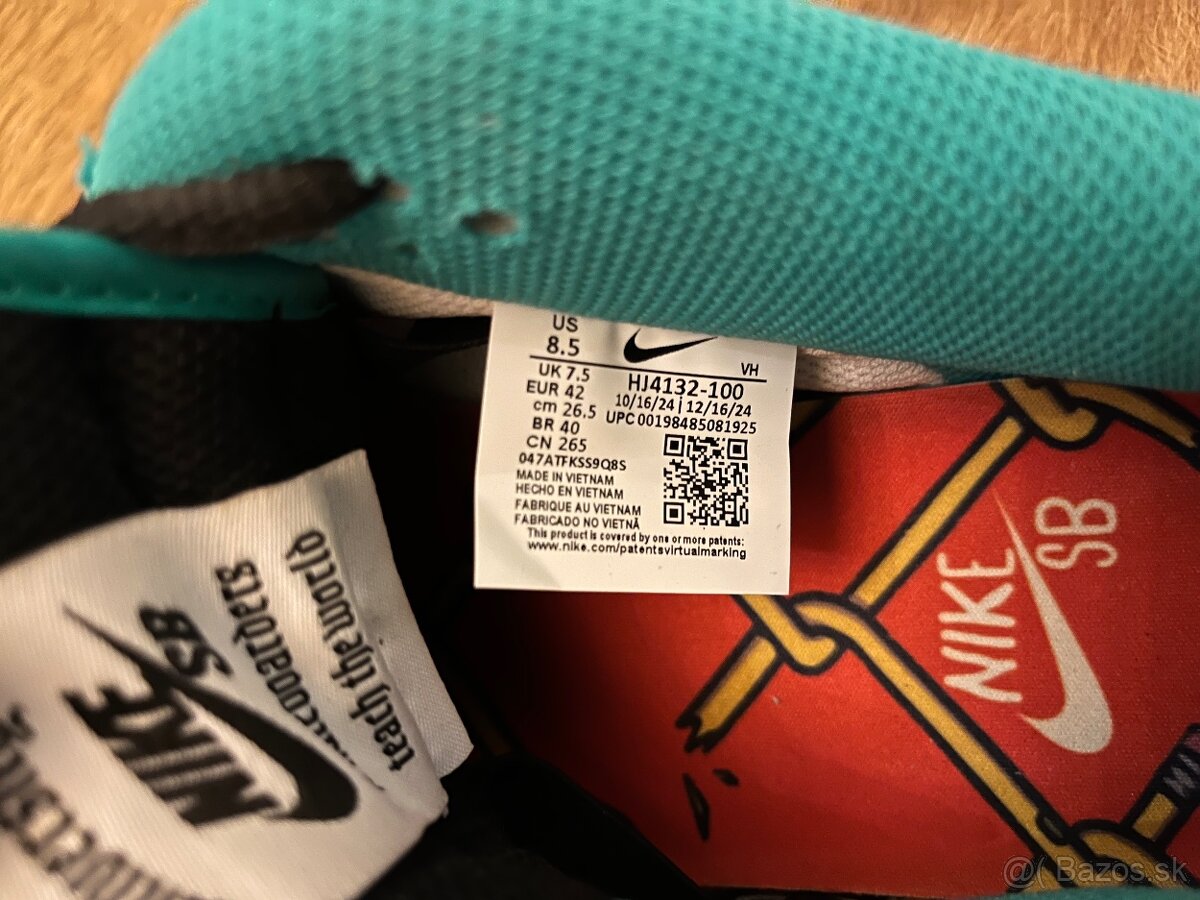 US
8.5
VH
UK 7.5
HJ4132-100
EUR 42
10/16/24 | 12/16/24
cm 26.5
UPC 00198485081925
BR 40
CN 265
047ATFKSS9Q8S
MADE IN VIETNAM
HECHO EN VIETNAM
FABRIQUE AU VIETNAM
FABRICADO NO VIETNÃ
This product is covered by one or more patents:
www.nike.com/patentsvirtualmarking
NIKE
SB
teach the world
NIKE
SB
@( Bazos.sk